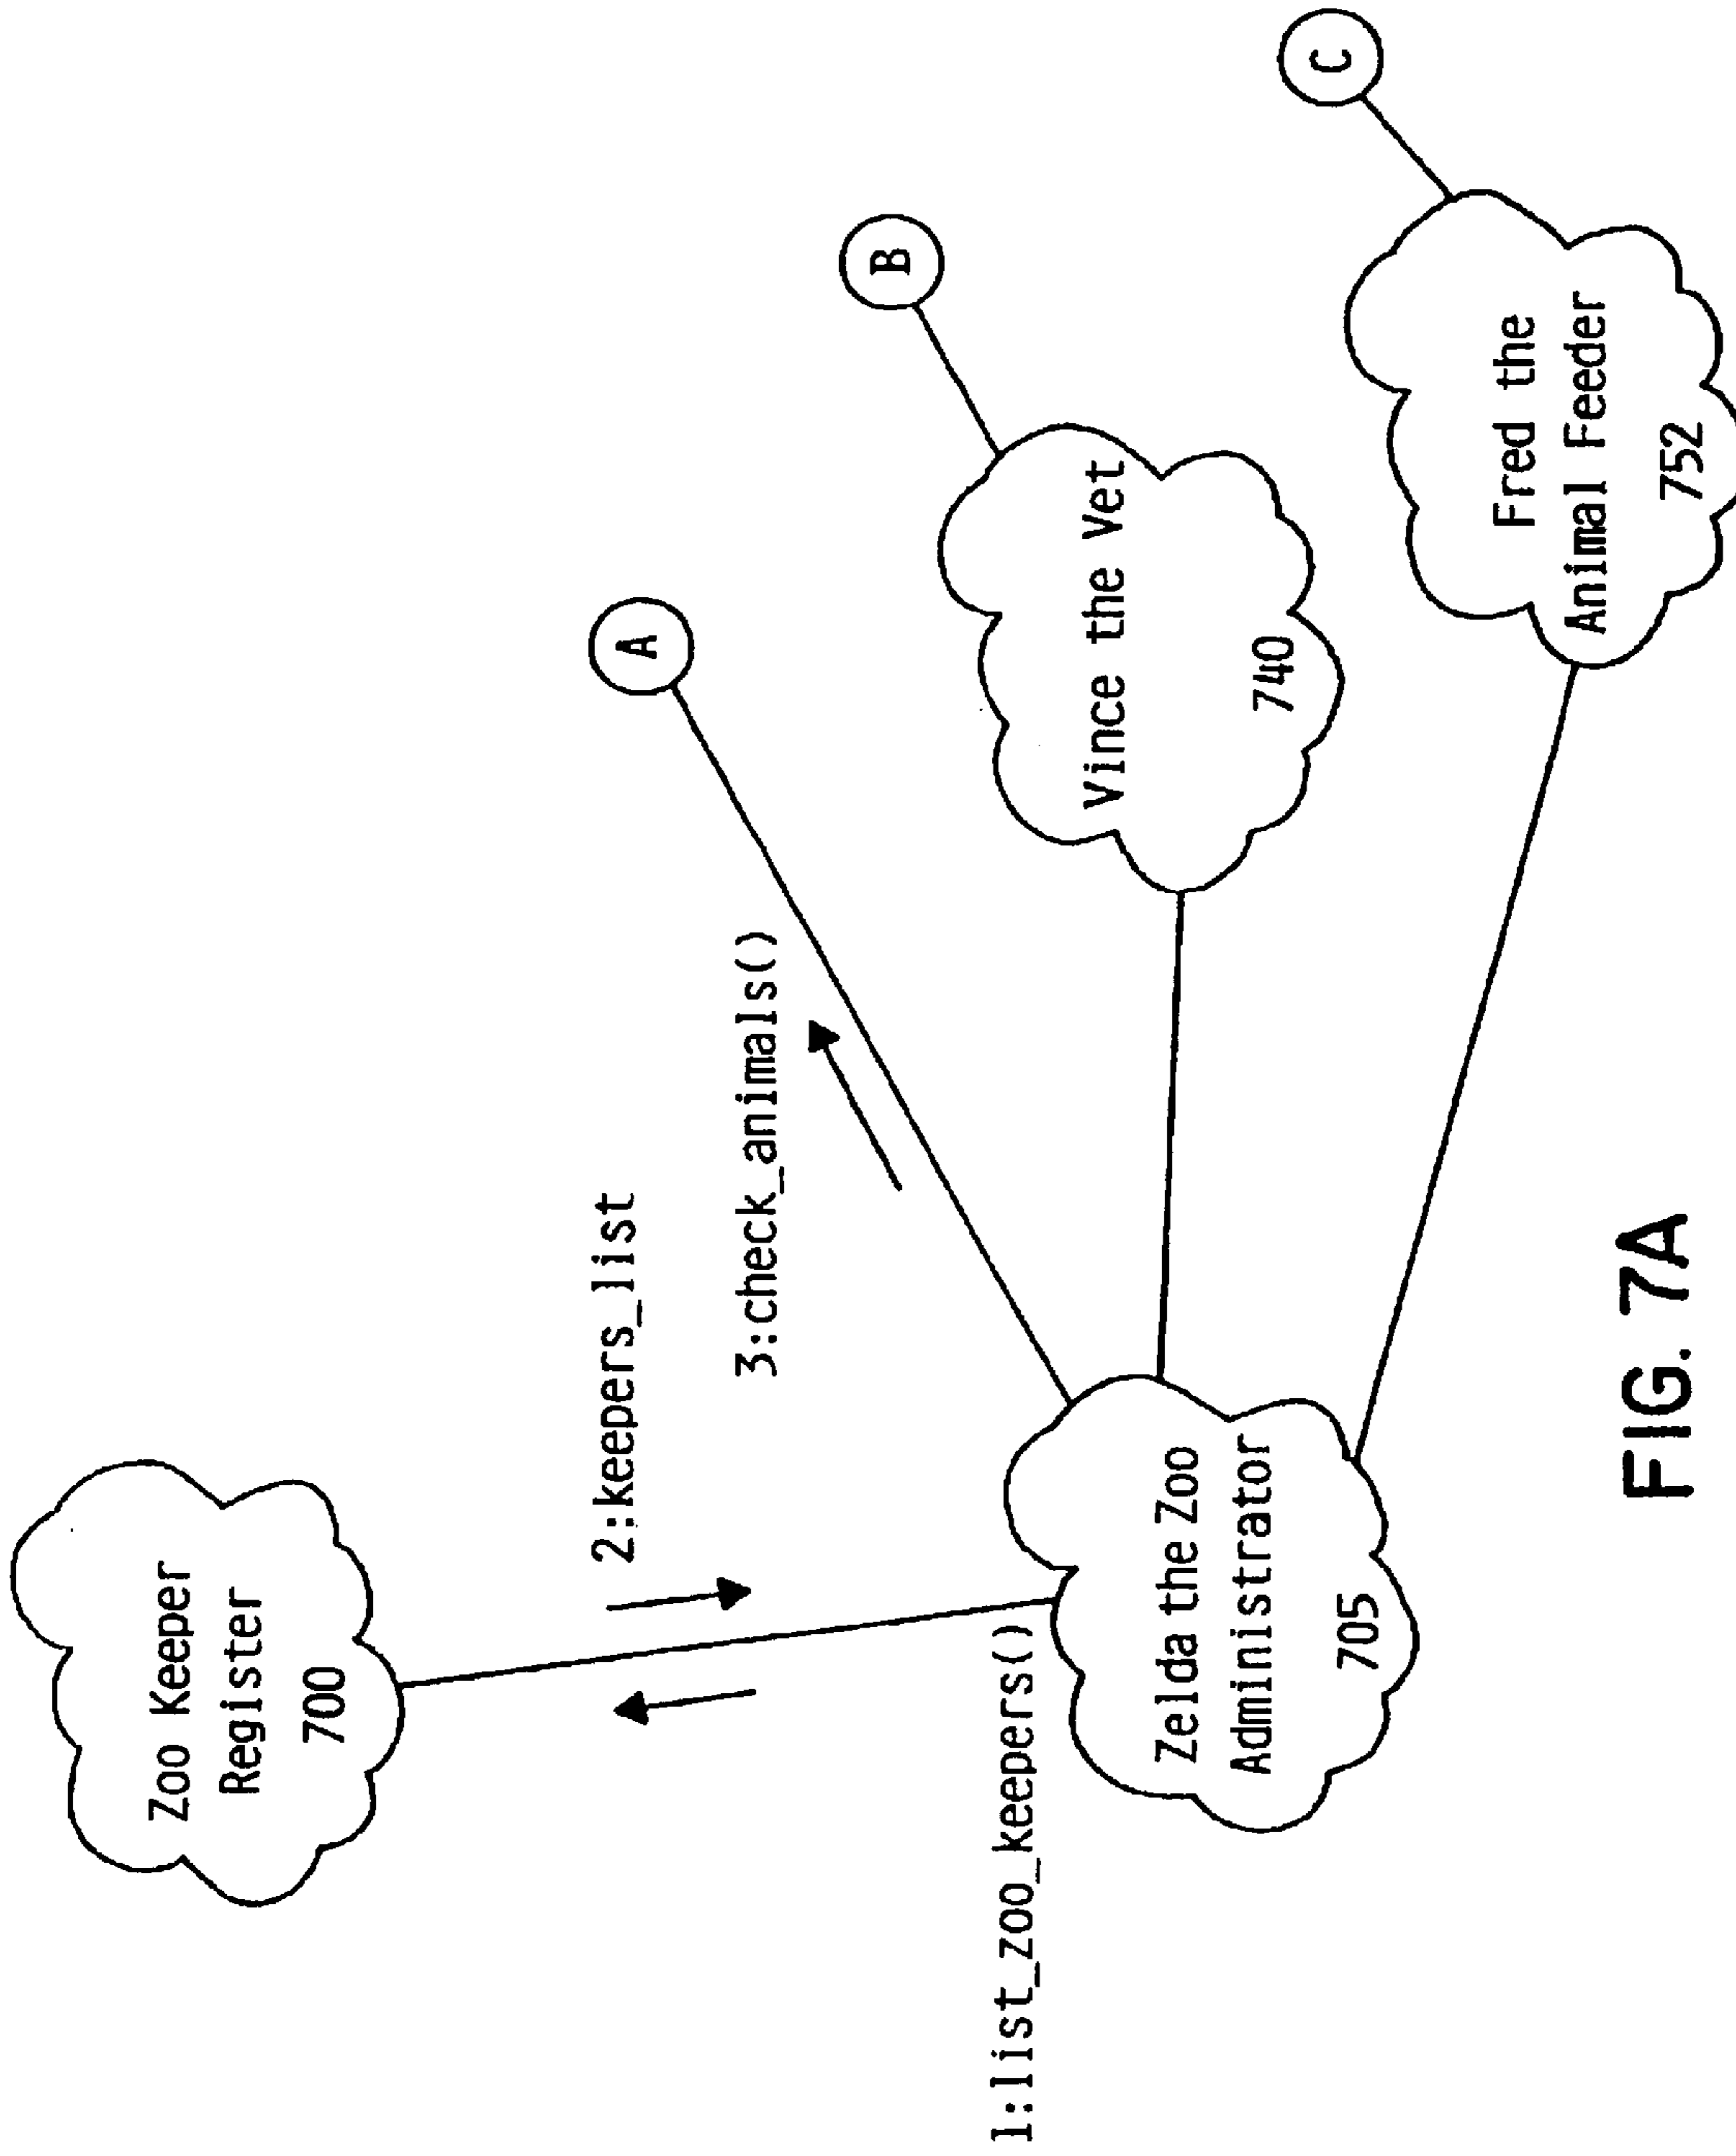 Zoo Keeper
Register
700
2:keepers_list
1:list_zoo_keepers()
3:check_animals()
A
B
C
Zelda the Zoo
Administrator
705
Vince the Vet
740
Fred the
Animal Feeder
752
FIG. 7A